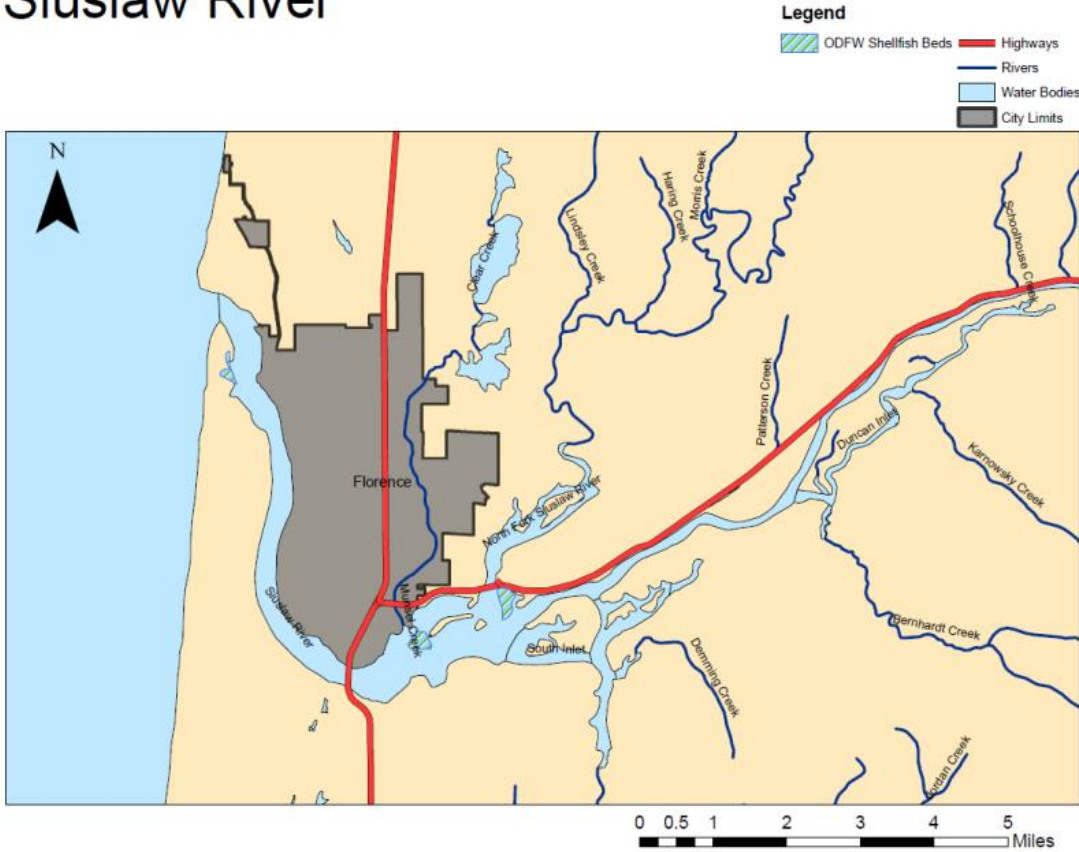 Siuslaw River
Legend
ODFW Shellfish Beds
Highways
Rivers
Water Bodies
City Limits
N
Clear Creek
Lindsley Creek
Haring Creek
Morris Creek
Schoolhouse Creek
Patterson Creek
Duncan Inlet
Karnowsky Creek
Florence
North Fork Siuslaw River
Siuslaw River
Munsel Creek
South Inlet
Demming Creek
Bernhardt Creek
Jordan Creek
0 0.5 1 2 3 4 5
Miles